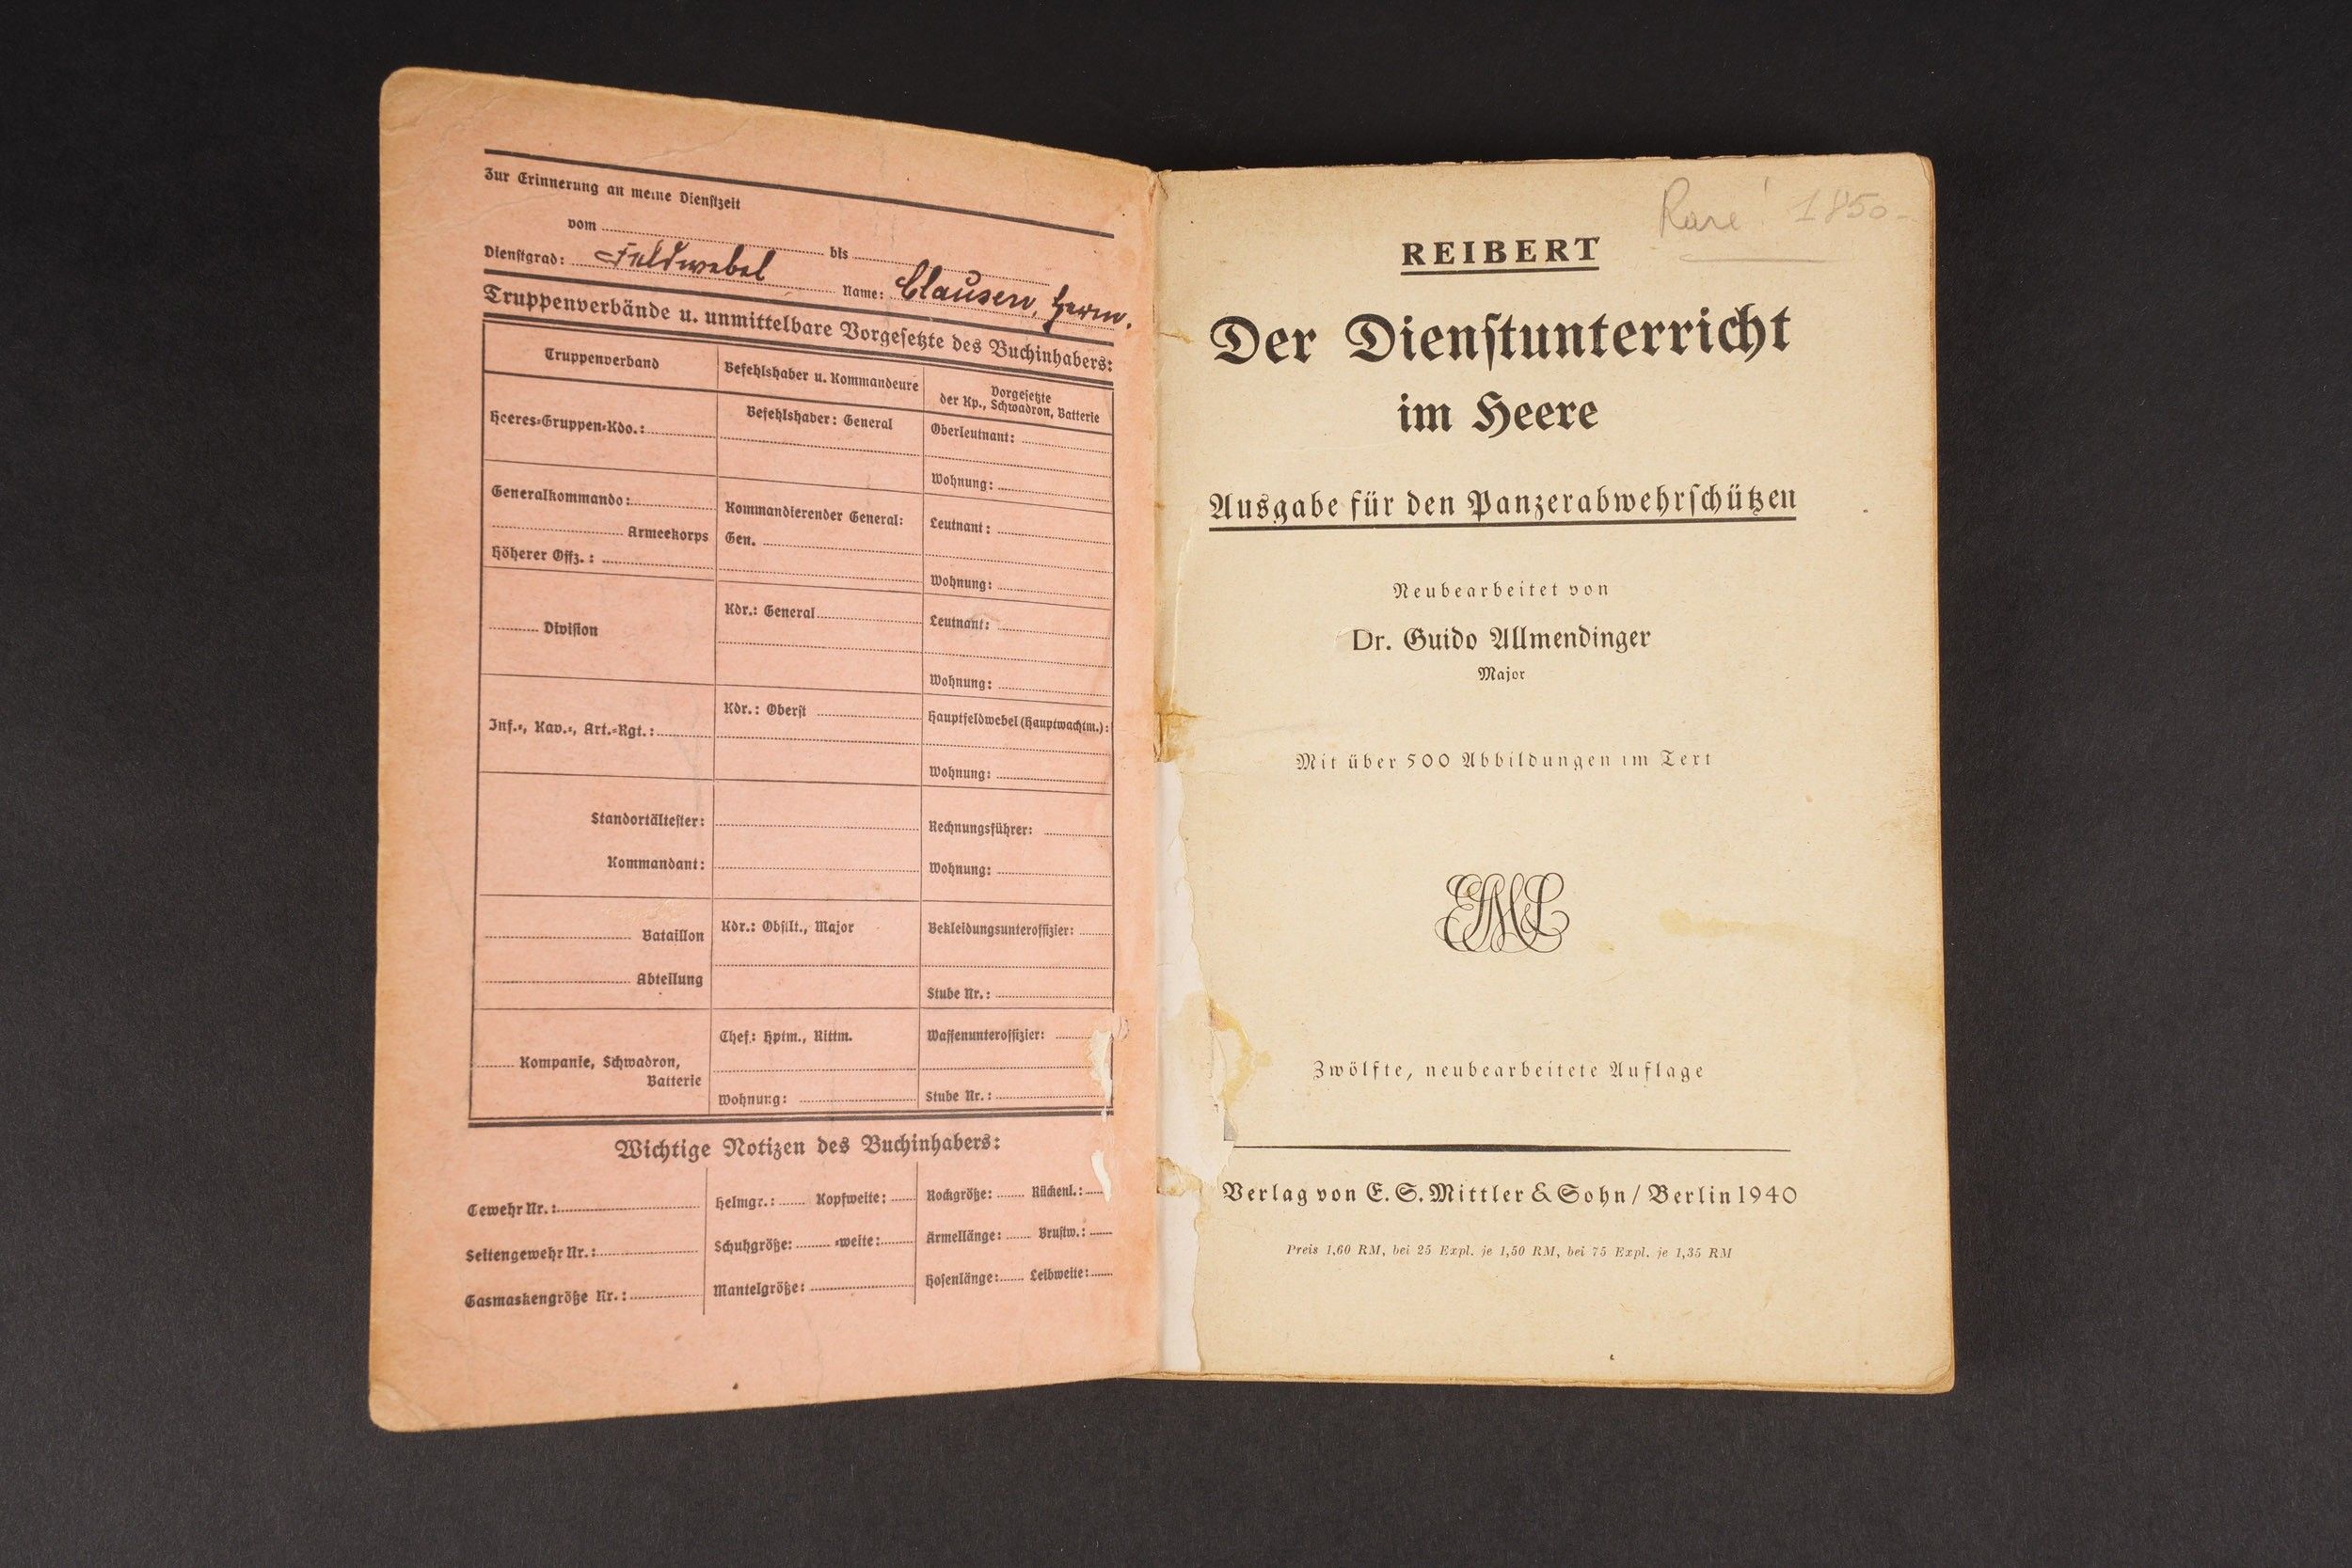 Zur Erinnerung an meine Dienstzeit
vom bis
Dienstgrad: Feldwebel Name: Clausen, Herm.
Truppenverbände u. unmittelbare Vorgesetzte des Buchinhabers:
Truppenverband
Befehlshaber u. Kommandeure
Vorgesetzte
der Kp., Schwadron, Batterie
Heeres-Gruppen-Kdo.:
Befehlshaber: General
Oberleutnant:
Wohnung:
Generalkommando:
Armeekorps
Höherer Offz.:
Kommandierender General:
Gen.
Leutnant:
Wohnung:
Division
Kdr.: General
Leutnant:
Wohnung:
Inf.-, Kav.-, Art.-Rgt.:
Kdr.: Oberst
Hauptfeldwebel (Hauptwachtm.):
Wohnung:
Standortältester:
Kommandant:
Rechnungsführer:
Wohnung:
Bataillon
Abteilung
Kdr.: Obstlt., Major
Bekleidungsunteroffizier:
Stube Nr.:
Kompanie, Schwadron,
Batterie
Chef: Hptm., Rittm.
Wohnung:
Waffenunteroffizier:
Stube Nr.:
Wichtige Notizen des Buchinhabers:
Gewehr Nr.:
Seitengewehr Nr.:
Gasmaskengröße Nr.:
Helmgr.: Kopfweite:
Schuhgröße: -weite:
Mantelgröße:
Rockgröße: Rückenl.:
Ärmellänge: Brustw.:
Hosenlänge: Leibweite:
Rare! 1850-
REIBERT
Der Dienstunterricht
im Heere
Ausgabe für den Panzerabwehrschützen
Neubearbeitet von
Dr. Guido Allmendinger
Major
Mit über 500 Abbildungen im Text
Zwölfte, neubearbeitete Auflage
Verlag von E. S. Mittler & Sohn / Berlin 1940
Preis 1,60 RM, bei 25 Expl. je 1,50 RM, bei 75 Expl. je 1,35 RM